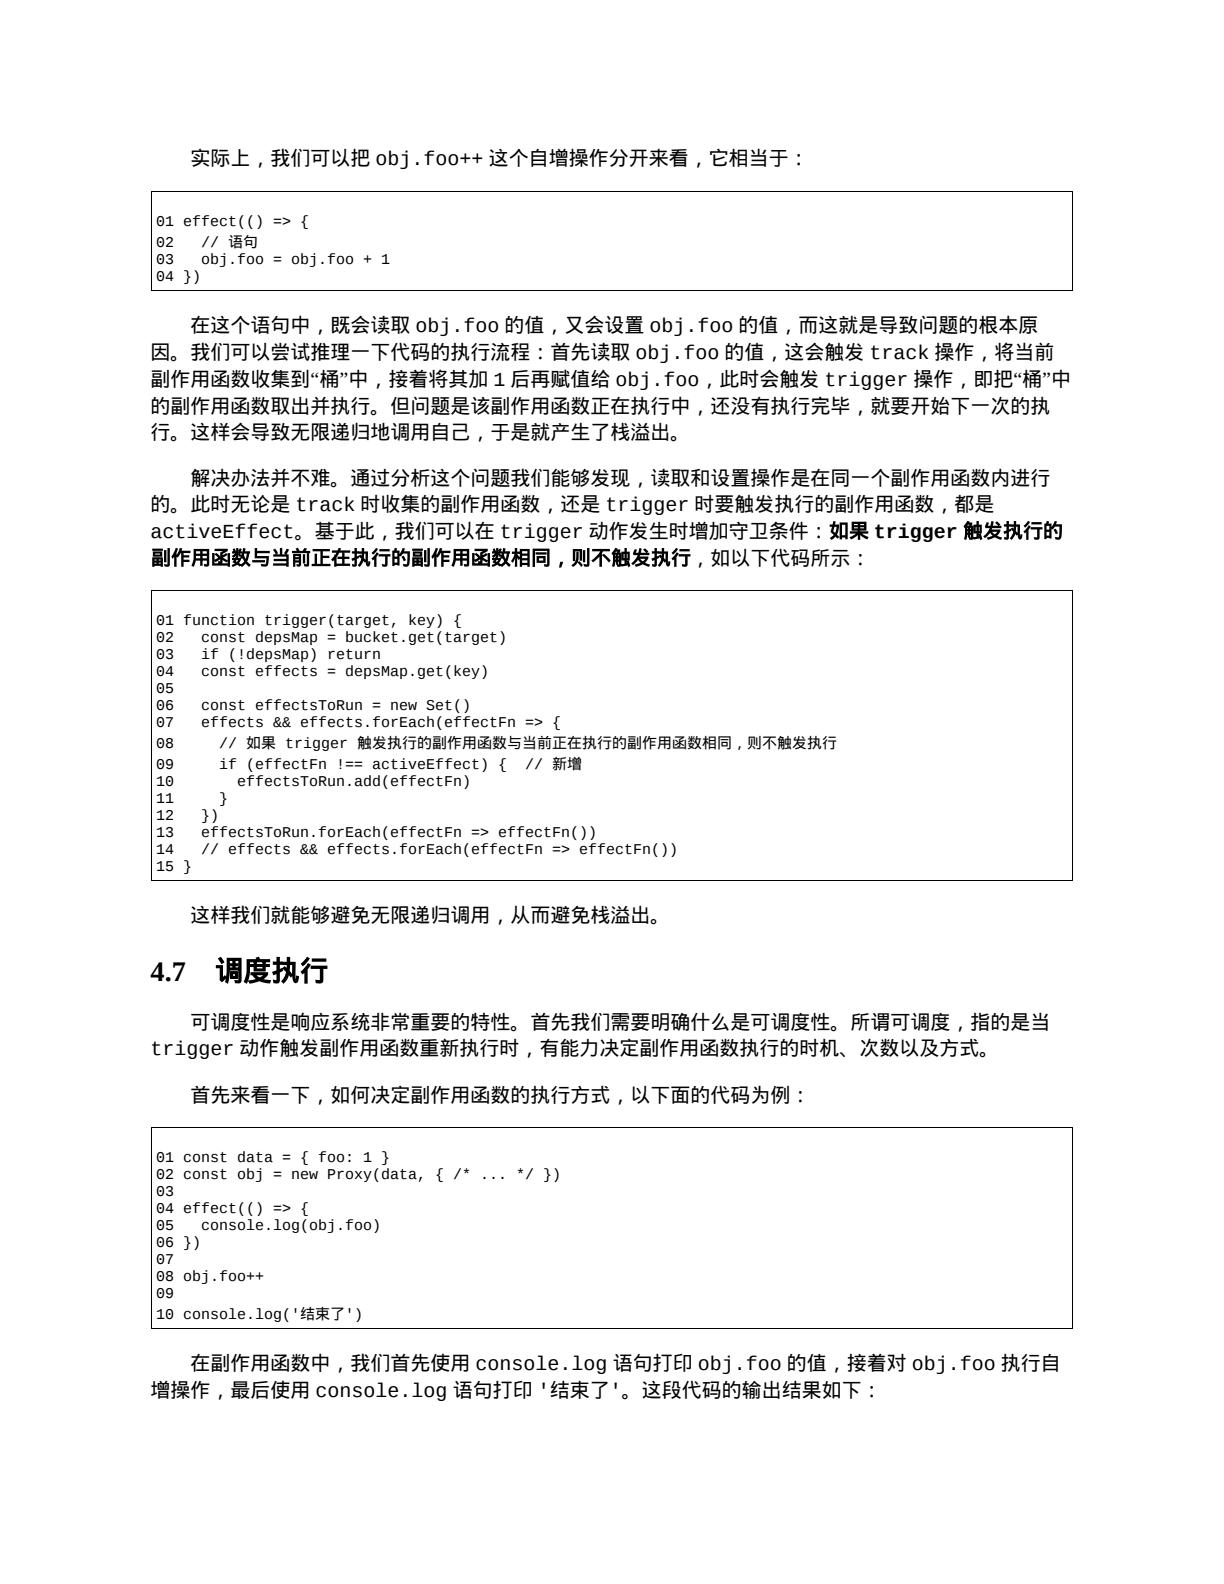 实际上，我们可以把 obj.foo++ 这个自增操作分开来看，它相当于：
01 effect(() => {
02   // 语句
03   obj.foo = obj.foo + 1
04 })
在这个语句中，既会读取 obj.foo 的值，又会设置 obj.foo 的值，而这就是导致问题的根本原
因。我们可以尝试推理一下代码的执行流程：首先读取 obj.foo 的值，这会触发 track 操作，将当前
副作用函数收集到“桶”中，接着将其加 1 后再赋值给 obj.foo，此时会触发 trigger 操作，即把“桶”中
的副作用函数取出并执行。但问题是该副作用函数正在执行中，还没有执行完毕，就要开始下一次的执
行。这样会导致无限递归地调用自己，于是就产生了栈溢出。
解决办法并不难。通过分析这个问题我们能够发现，读取和设置操作是在同一个副作用函数内进行
的。此时无论是 track 时收集的副作用函数，还是 trigger 时要触发执行的副作用函数，都是
activeEffect。基于此，我们可以在 trigger 动作发生时增加守卫条件：如果 trigger 触发执行的
副作用函数与当前正在执行的副作用函数相同，则不触发执行，如以下代码所示：
01 function trigger(target, key) {
02   const depsMap = bucket.get(target)
03   if (!depsMap) return
04   const effects = depsMap.get(key)
05
06   const effectsToRun = new Set()
07   effects && effects.forEach(effectFn => {
08     // 如果 trigger 触发执行的副作用函数与当前正在执行的副作用函数相同，则不触发执行
09     if (effectFn !== activeEffect) {  // 新增
10       effectsToRun.add(effectFn)
11     }
12   })
13   effectsToRun.forEach(effectFn => effectFn())
14   // effects && effects.forEach(effectFn => effectFn())
15 }
这样我们就能够避免无限递归调用，从而避免栈溢出。
4.7 调度执行
可调度性是响应系统非常重要的特性。首先我们需要明确什么是可调度性。所谓可调度，指的是当
trigger 动作触发副作用函数重新执行时，有能力决定副作用函数执行的时机、次数以及方式。
首先来看一下，如何决定副作用函数的执行方式，以下面的代码为例：
01 const data = { foo: 1 }
02 const obj = new Proxy(data, { /* ... */ })
03
04 effect(() => {
05   console.log(obj.foo)
06 })
07
08 obj.foo++
09
10 console.log('结束了')
在副作用函数中，我们首先使用 console.log 语句打印 obj.foo 的值，接着对 obj.foo 执行自
增操作，最后使用 console.log 语句打印 '结束了'。这段代码的输出结果如下：